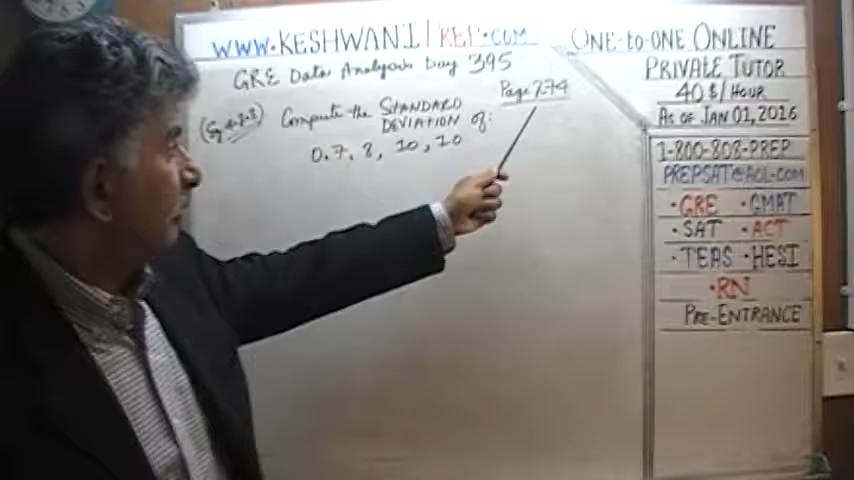 WWW.KESHWANI PREP.COM
GRE Data Analysis Day 395
Page 274
Compute the STANDARD
DEVIATION of:
0.7, 8, 10, 10
ONE-to-ONE ONLINE
PRIVATE TUTOR
40$/HOUR
AS OF JAN 01,2016
1-800-808-PREP
PREPSAT@AOL.COM
•GRE •GMAT
•SAT •ACT
•TEAS •HESI
•RN
PRE-ENTRANCE